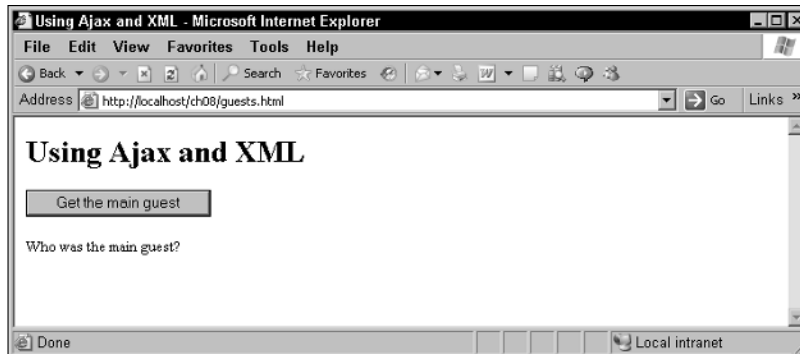 Using Ajax and XML - Microsoft Internet Explorer
File Edit View Favorites Tools Help
Back Search Favorites
Address http://localhost/ch08/guests.html Go Links »
Using Ajax and XML
Get the main guest
Who was the main guest?
Done Local intranet